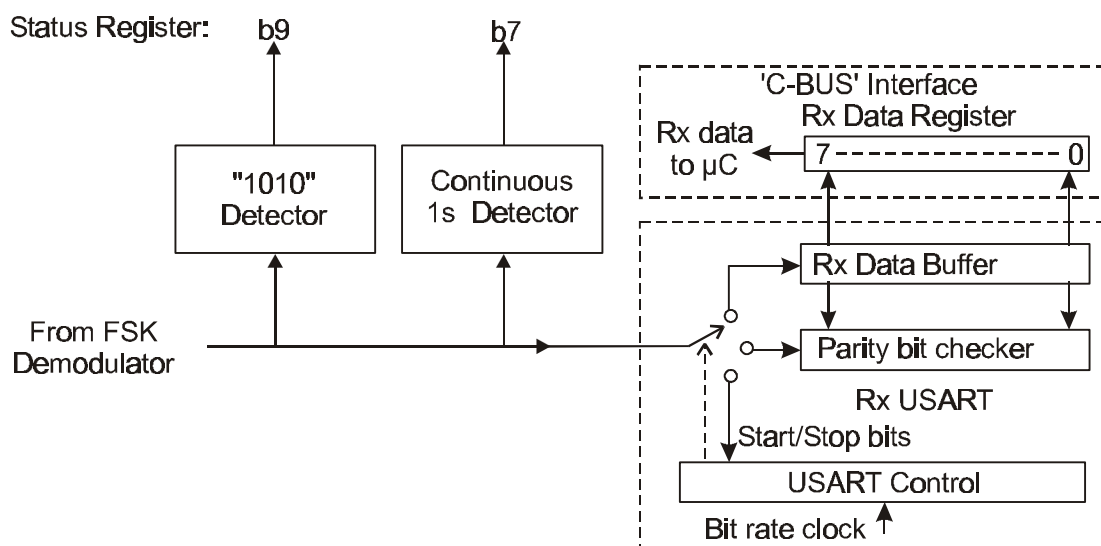 Status Register: b9 b7
"1010"
Detector
Continuous
1s Detector
From FSK
Demodulator
'C-BUS' Interface
Rx Data Register
Rx data
to µC
7 0
Rx Data Buffer
Parity bit checker
Rx USART
Start/Stop bits
USART Control
Bit rate clock